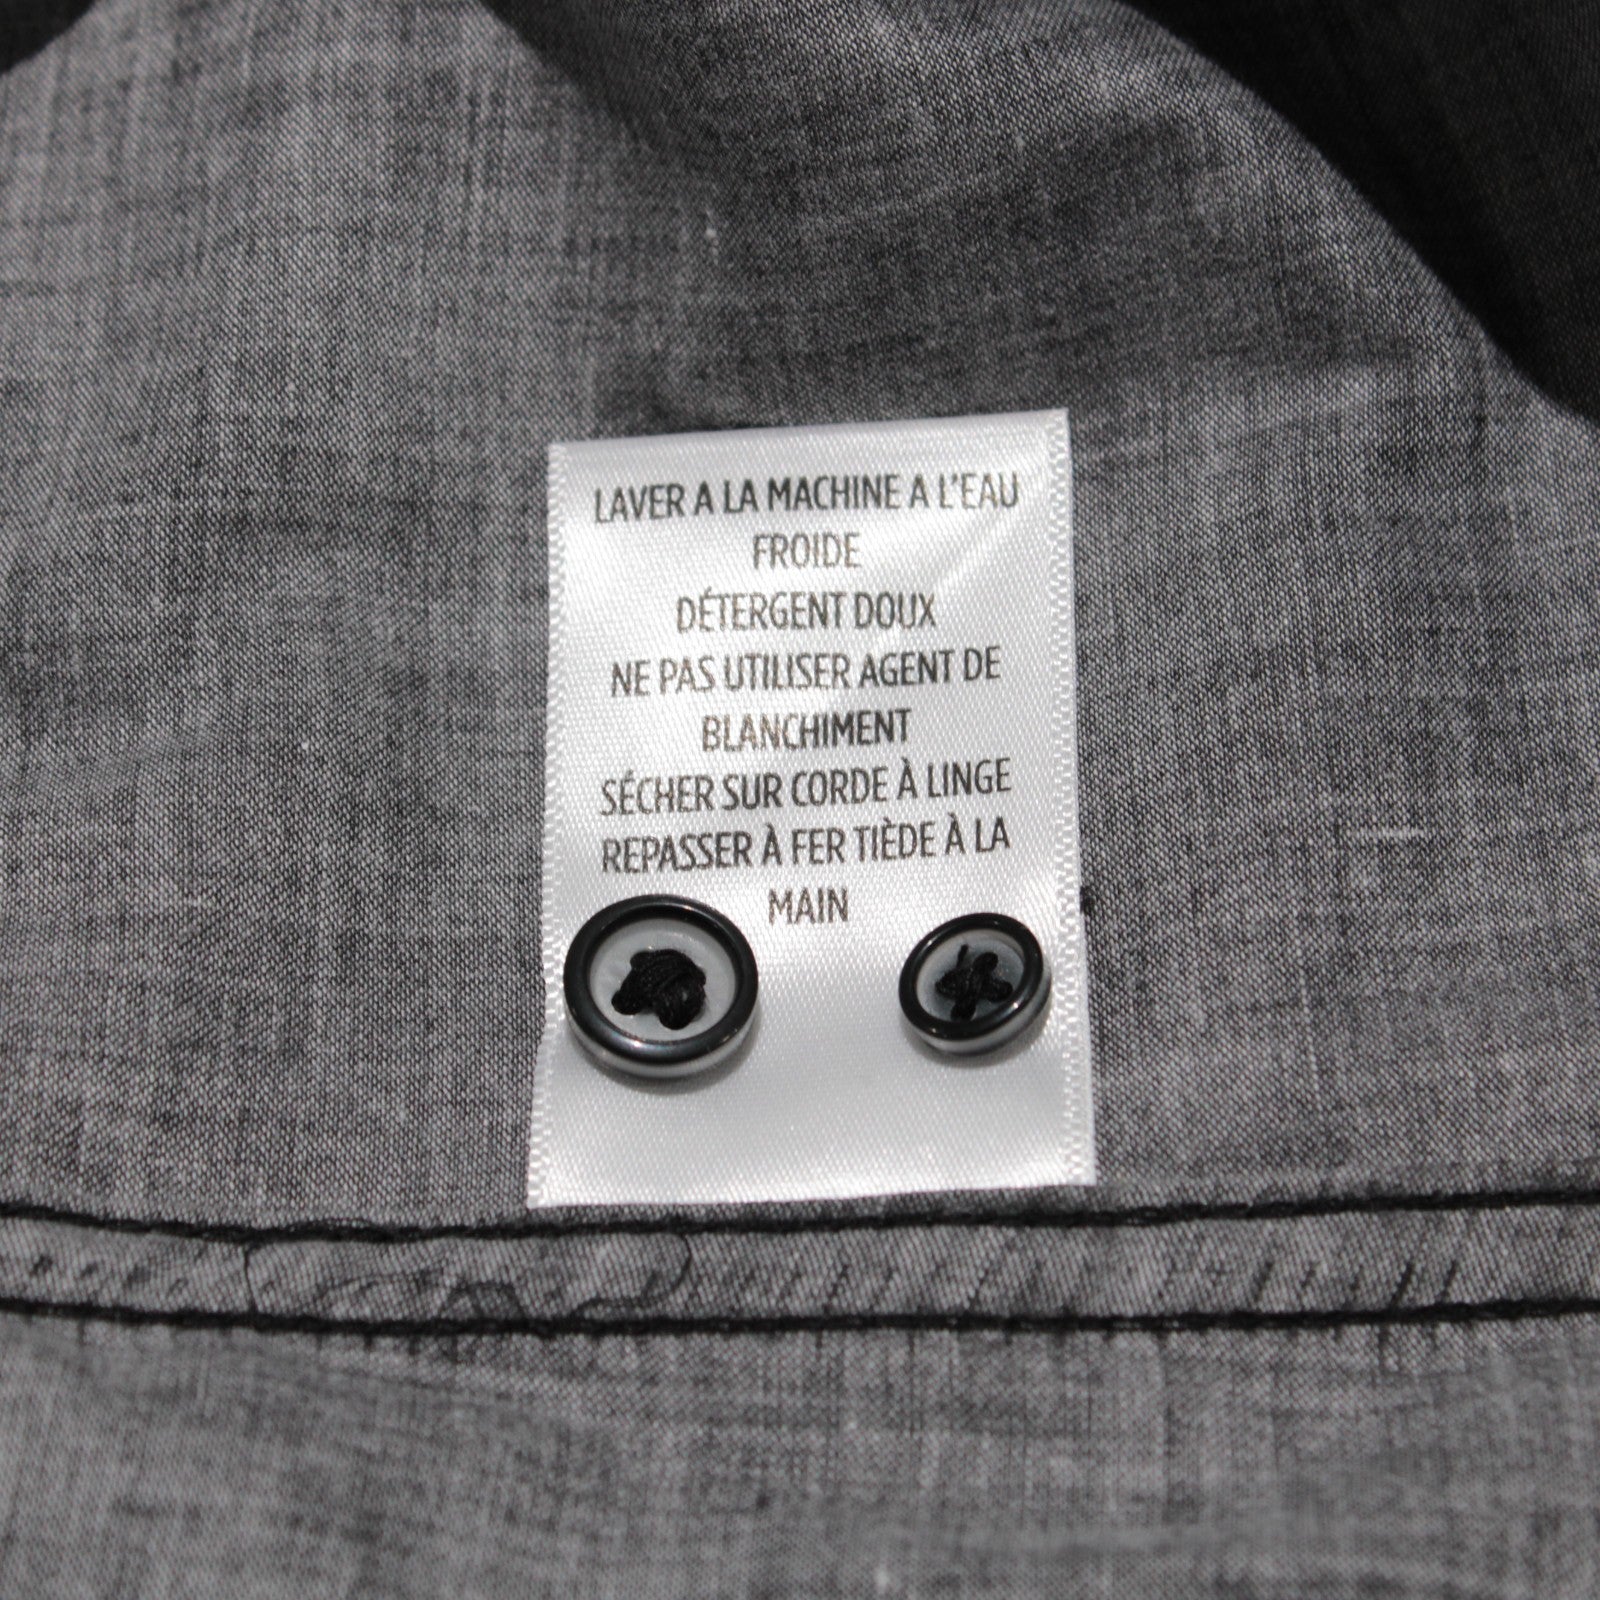 LAVER A LA MACHINE A L'EAU
FROIDE
DÉTERGENT DOUX
NE PAS UTILISER AGENT DE
BLANCHIMENT
SÉCHER SUR CORDE À LINGE
REPASSER À FER TIÈDE À LA
MAIN